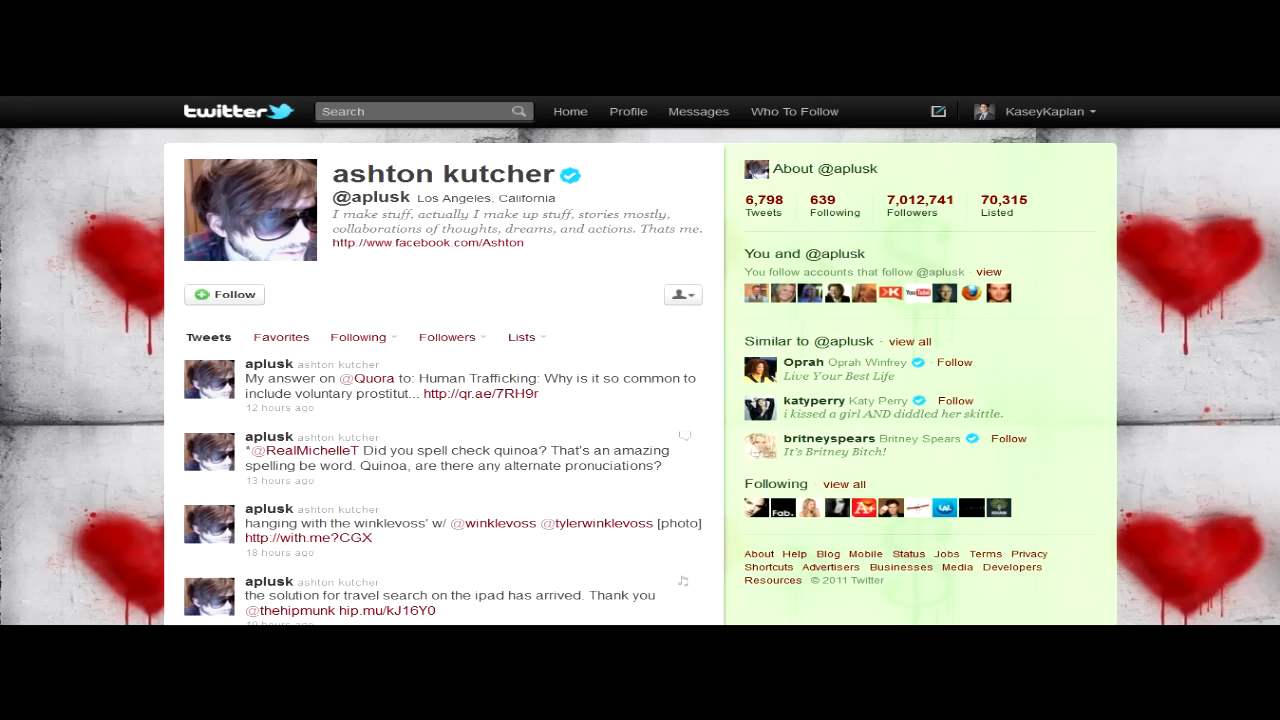 twitter Search Home Profile Messages Who To Follow KaseyKaplan
ashton kutcher
@aplusk Los Angeles, California
I make stuff, actually I make up stuff, stories mostly,
collaborations of thoughts, dreams, and actions. Thats me.
http://www.facebook.com/Ashton
Follow
Tweets Favorites Following Followers Lists
aplusk ashton kutcher
My answer on @Quora to: Human Trafficking: Why is it so common to
include voluntary prostitut... http://qr.ae/7RH9r
12 hours ago
aplusk ashton kutcher
"@RealMichelleT Did you spell check quinoa? That's an amazing
spelling be word. Quinoa, are there any alternate pronuciations?
13 hours ago
aplusk ashton kutcher
hanging with the winklevoss' w/ @winklevoss @tylerwinklevoss [photo]
http://with.me?CGX
18 hours ago
aplusk ashton kutcher
the solution for travel search on the ipad has arrived. Thank you
@thehipmunk hip.mu/kJ16Y0
19 hours ago
About @aplusk
6,798 639 7,012,741 70,315
Tweets Following Followers Listed
You and @aplusk
You follow accounts that follow @aplusk · view
K YouTube
Similar to @aplusk · view all
Oprah Oprah Winfrey · Follow
Live Your Best Life
katyperry Katy Perry · Follow
i kissed a girl AND diddled her skittle.
britneyspears Britney Spears · Follow
It's Britney Bitch!
Following · view all
Fab. A+
About Help Blog Mobile Status Jobs Terms Privacy
Shortcuts Advertisers Businesses Media Developers
Resources © 2011 Twitter